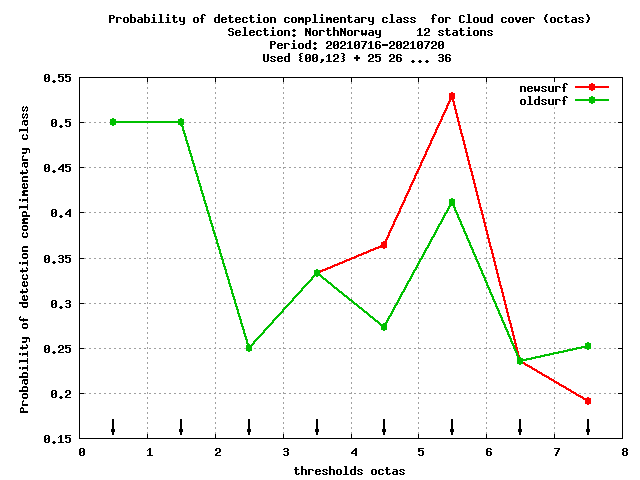 Probability of detection complimentary class  for Cloud cover (octas)
Selection: NorthNorway     12 stations
Period: 20210716-20210720
Used {00,12} + 25 26 ... 36
newsurf
oldsurf
Probability of detection complimentary class
0.55
0.5
0.45
0.4
0.35
0.3
0.25
0.2
0.15
0 1 2 3 4 5 6 7 8
thresholds octas